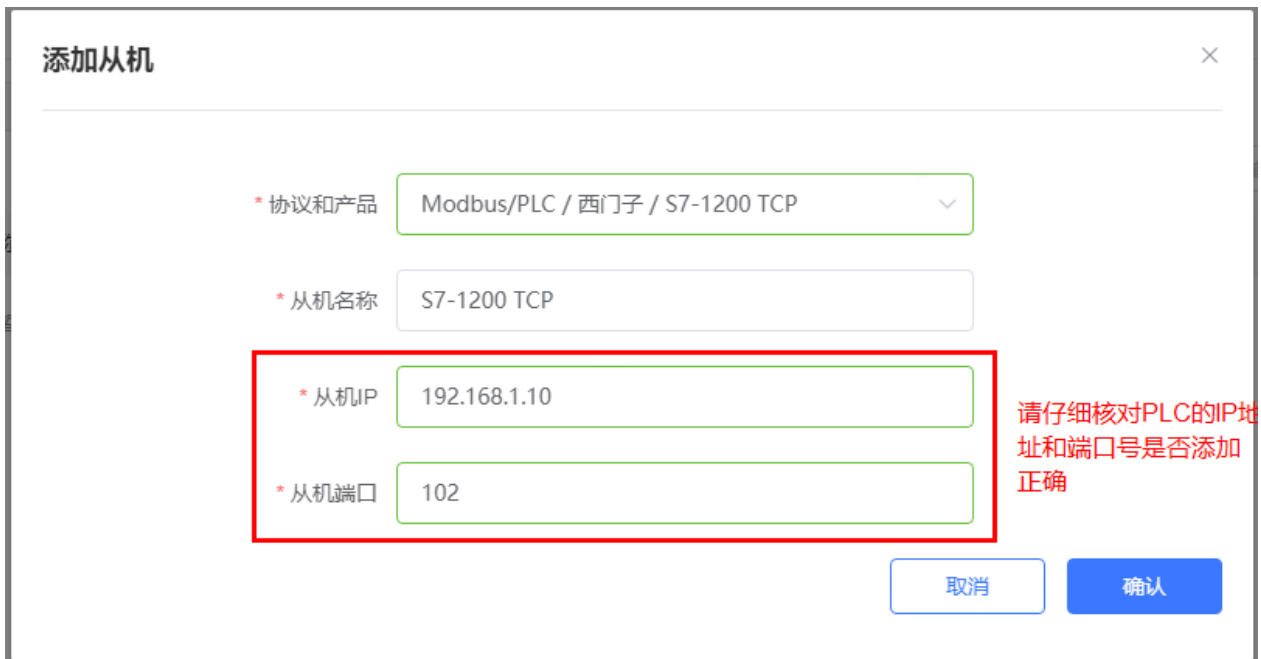 添加从机
* 协议和产品 Modbus/PLC / 西门子 / S7-1200 TCP
* 从机名称 S7-1200 TCP
* 从机IP 192.168.1.10
* 从机端口 102
请仔细核对PLC的IP地
址和端口号是否添加
正确
取消 确认